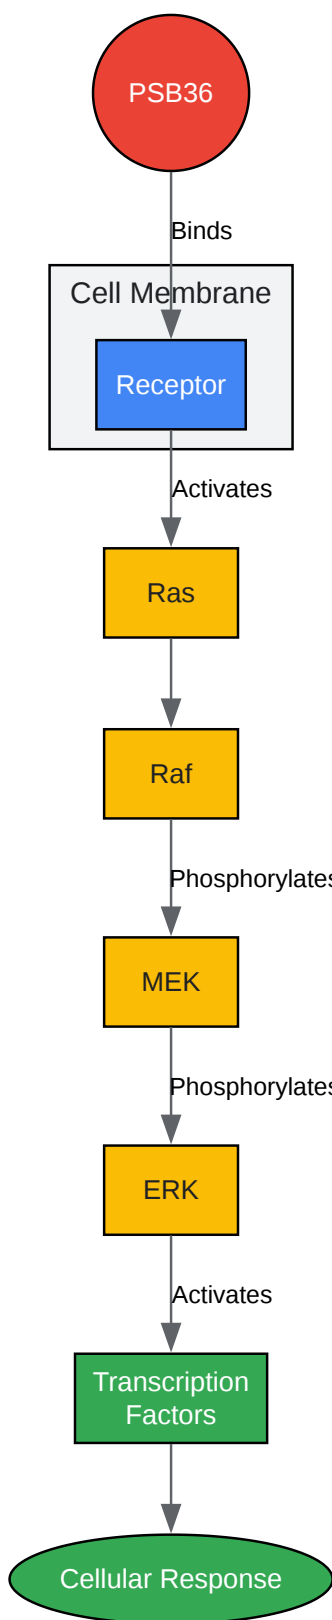 PSB36
Binds
Cell Membrane
Receptor
Activates
Ras
Raf
Phosphorylates
MEK
Phosphorylates
ERK
Activates
Transcription
Factors
Cellular Response